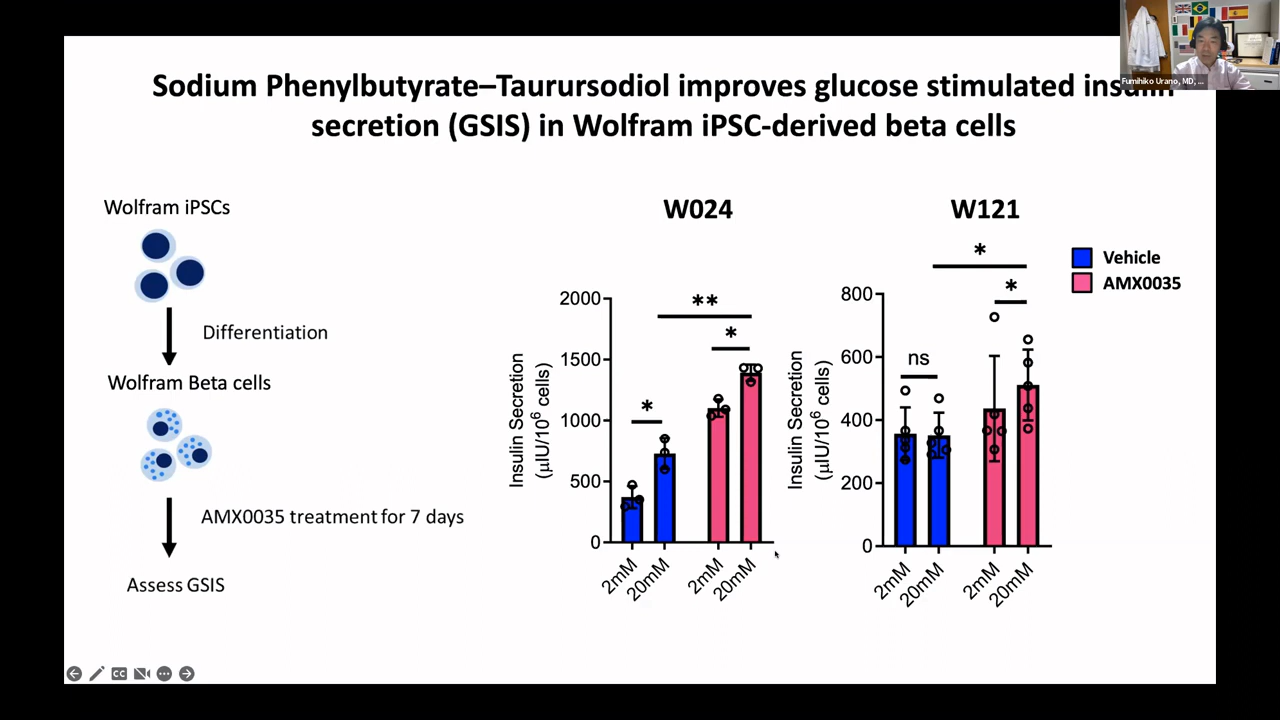 Fumihiko Urano, MD, ...
Sodium Phenylbutyrate–Taurursodiol improves glucose stimulated insulin
secretion (GSIS) in Wolfram iPSC-derived beta cells
Wolfram iPSCs
Differentiation
Wolfram Beta cells
AMX0035 treatment for 7 days
Assess GSIS
W024
Insulin Secretion
(μIU/10⁶ cells)
2000
1500
1000
500
0
*
**
*
2mM
20mM
2mM
20mM
W121
Insulin Secretion
(μIU/10⁶ cells)
800
600
400
200
0
ns
*
*
2mM
20mM
2mM
20mM
Vehicle
AMX0035
CC